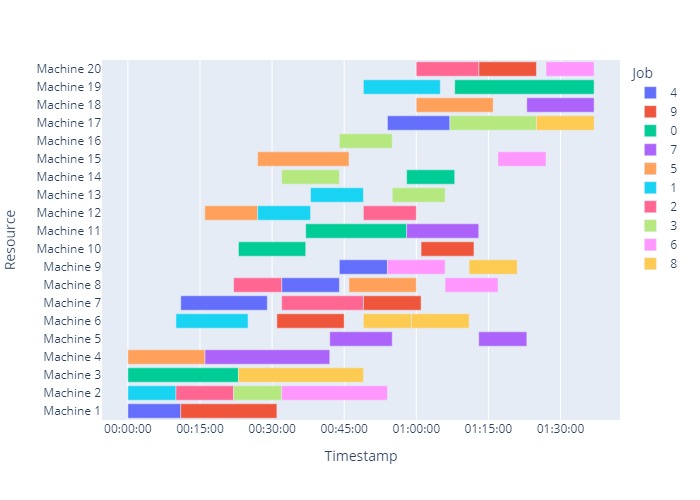 Machine 20
Machine 19
Machine 18
Machine 17
Machine 16
Machine 15
Machine 14
Machine 13
Machine 12
Machine 11
Machine 10
Machine 9
Machine 8
Machine 7
Machine 6
Machine 5
Machine 4
Machine 3
Machine 2
Machine 1
Resource
00:00:00 00:15:00 00:30:00 00:45:00 01:00:00 01:15:00 01:30:00
Timestamp
Job
4
9
0
7
5
1
2
3
6
8